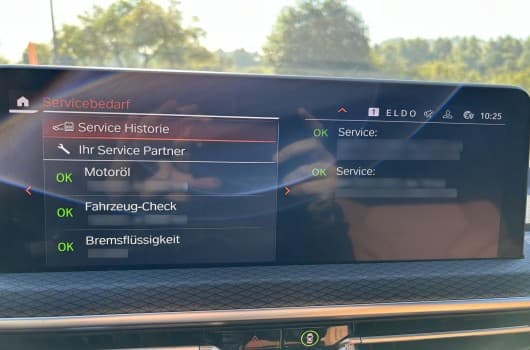 Servicebedarf
ELDO 10:25
Service Historie
Ihr Service Partner
OK Motoröl
OK Fahrzeug-Check
OK Bremsflüssigkeit
OK Service:
OK Service: